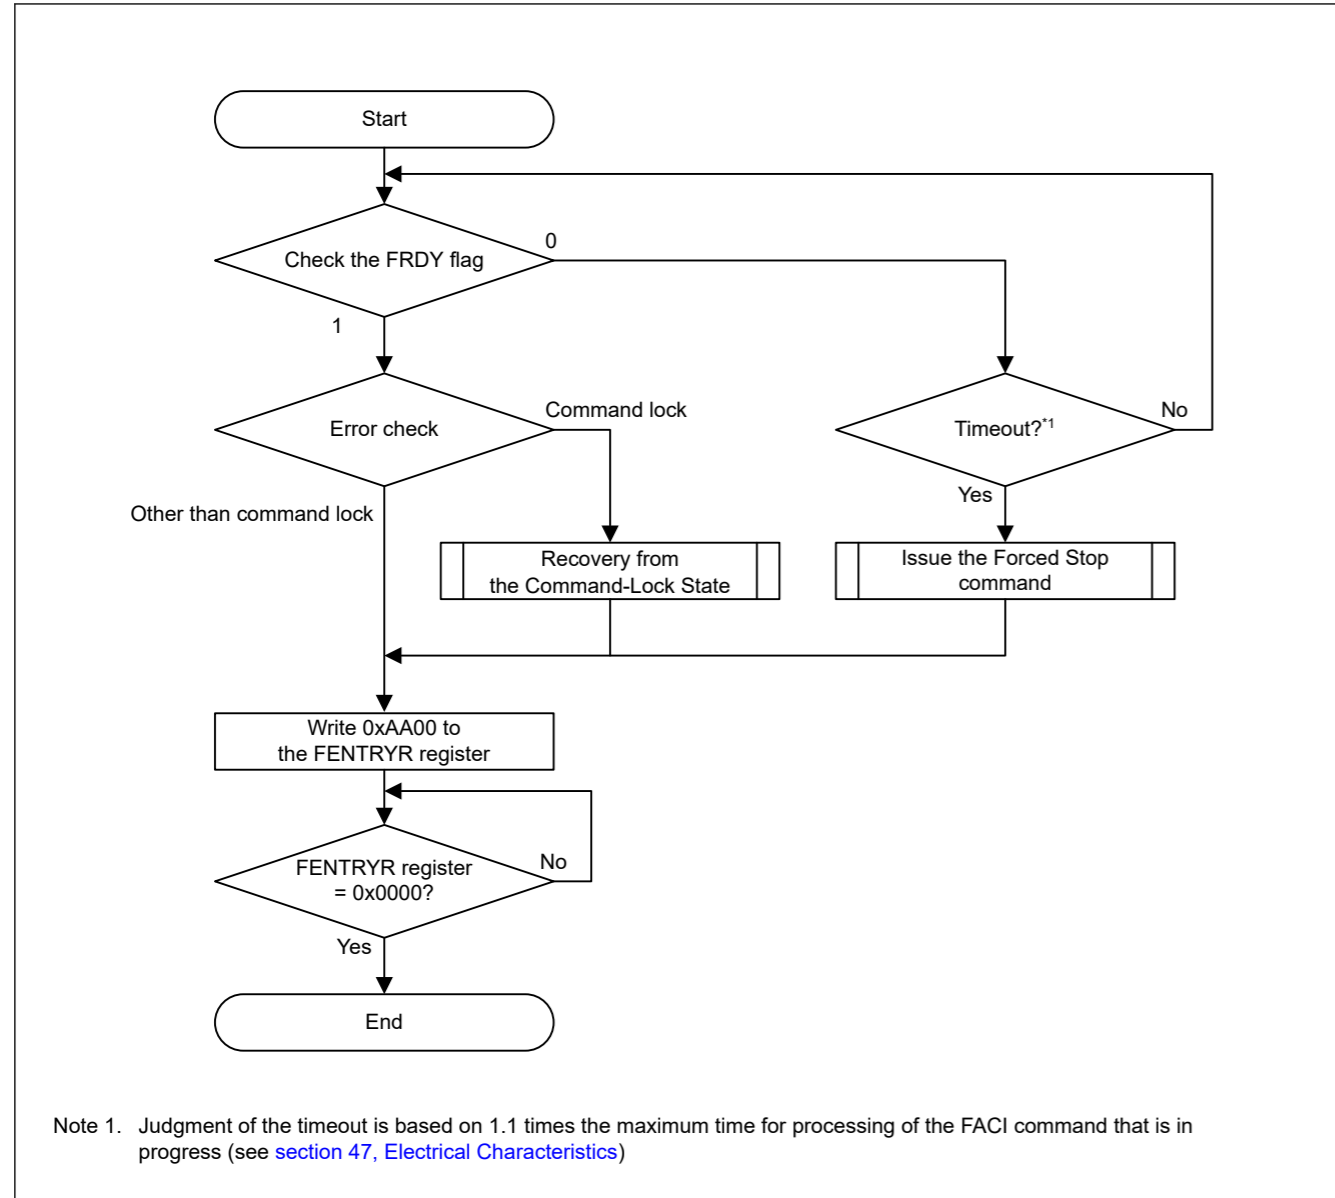 Start
Check the FRDY flag
0
1
Error check
Command lock
Timeout?*1
No
Other than command lock
Yes
Recovery from
the Command-Lock State
Issue the Forced Stop
command
Write 0xAA00 to
the FENTRYR register
FENTRYR register
= 0x0000?
No
Yes
End
Note 1. Judgment of the timeout is based on 1.1 times the maximum time for processing of the FACI command that is in
progress (see section 47, Electrical Characteristics)